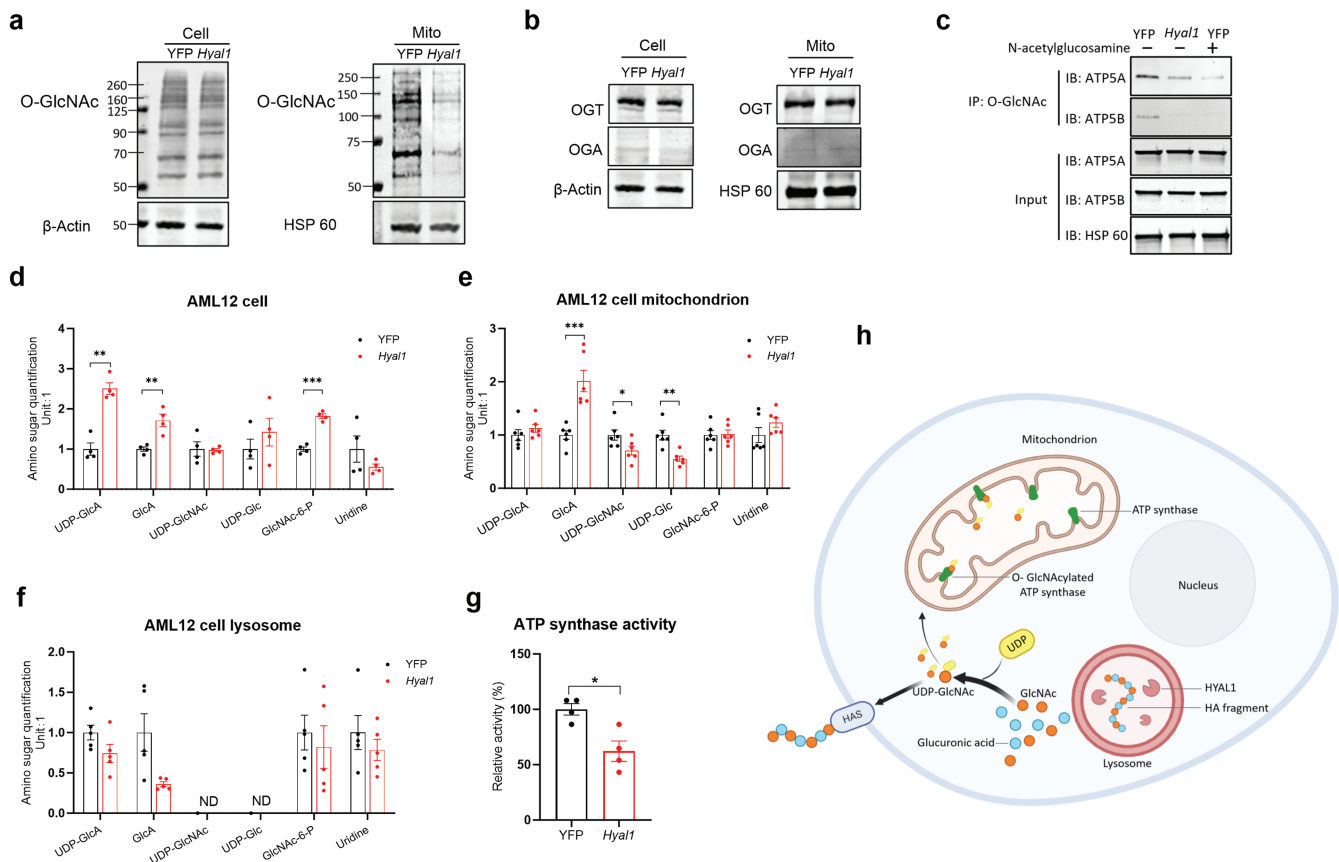 a
Cell
YFP Hyal1
O-GlcNAc
260
160
125
90
70
50
β-Actin
50
Mito
YFP Hyal1
O-GlcNAc
250
150
100
75
50
HSP 60
b
Cell
YFP Hyal1
OGT
OGA
β-Actin
Mito
YFP Hyal1
OGT
OGA
HSP 60
c
YFP Hyal1 YFP
N-acetylglucosamine − − +
IP: O-GlcNAc
IB: ATP5A
IB: ATP5B
Input
IB: ATP5A
IB: ATP5B
IB: HSP 60
d
AML12 cell
Amino sugar quantification
Unit : 1
4
3
2
1
0
** ** ***
YFP
Hyal1
UDP-GlcA GlcA UDP-GlcNAc UDP-Glc GlcNAc-6-P Uridine
e
AML12 cell mitochondrion
Amino sugar quantification
Unit : 1
3
2
1
0
*** * **
YFP
Hyal1
UDP-GlcA GlcA UDP-GlcNAc UDP-Glc GlcNAc-6-P Uridine
f
AML12 cell lysosome
Amino sugar quantification
Unit : 1
2.0
1.5
1.0
0.5
0.0
ND ND
YFP
Hyal1
UDP-GlcA GlcA UDP-GlcNAc UDP-Glc GlcNAc-6-P Uridine
g
ATP synthase activity
Relative activity (%)
150
100
50
0
*
YFP Hyal1
h
Mitochondrion
ATP synthase
O- GlcNAcylated
ATP synthase
Nucleus
UDP
UDP-GlcNAc
GlcNAc
HAS
Glucuronic acid
HYAL1
HA fragment
Lysosome